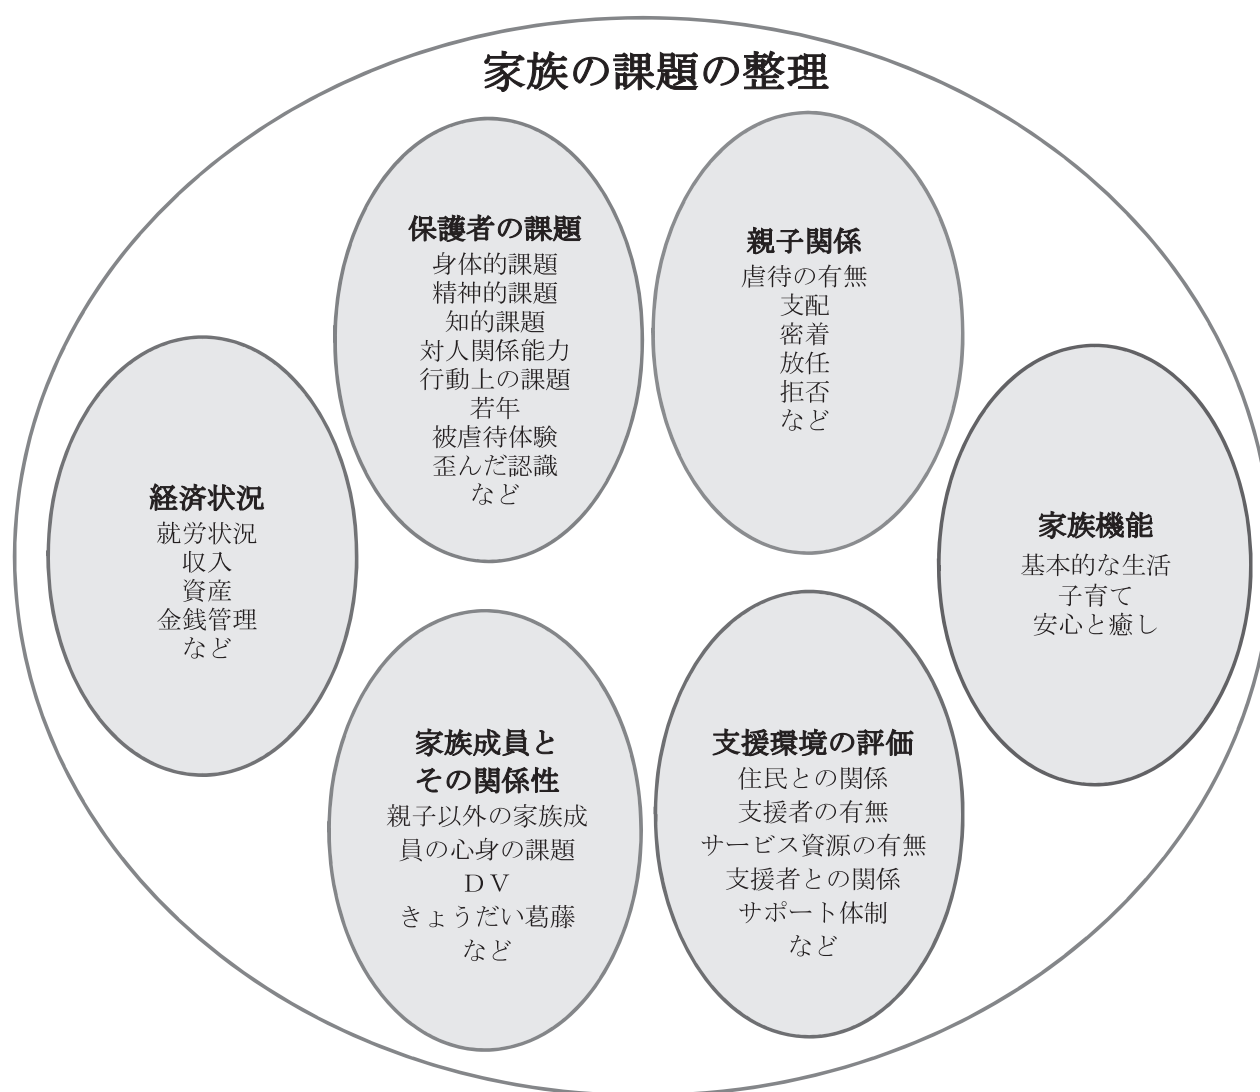 家族の課題の整理
保護者の課題
身体的課題
精神的課題
知的課題
対人関係能力
行動上の課題
若年
被虐待体験
歪んだ認識
など
親子関係
虐待の有無
支配
密着
放任
拒否
など
経済状況
就労状況
収入
資産
金銭管理
など
家族機能
基本的な生活
子育て
安心と癒し
家族成員と
その関係性
親子以外の家族成
員の心身の課題
ＤＶ
きょうだい葛藤
など
支援環境の評価
住民との関係
支援者の有無
サービス資源の有無
支援者との関係
サポート体制
など